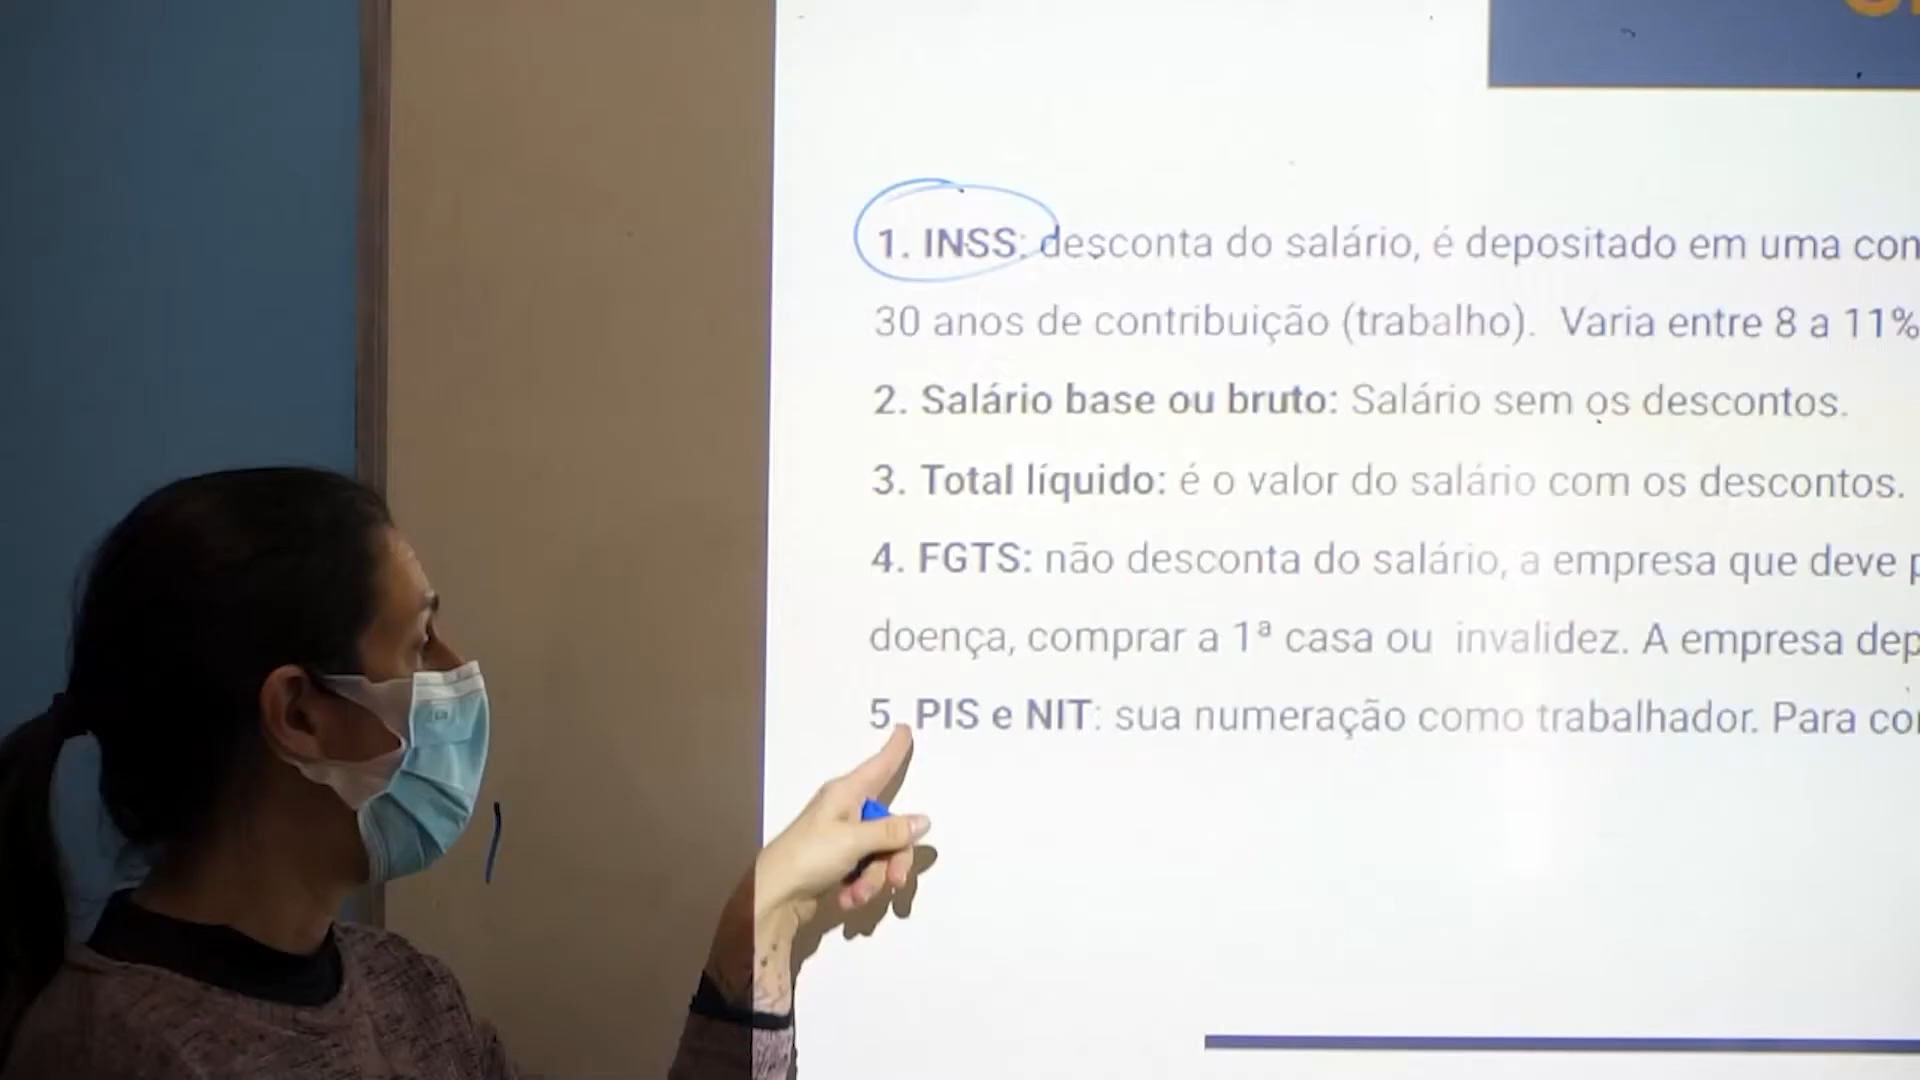 1. INSS: desconta do salário, é depositado em uma
30 anos de contribuição (trabalho). Varia entre 8 a 11%
2. Salário base ou bruto: Salário sem os descontos.
3. Total líquido: é o valor do salário com os descontos.
4. FGTS: não desconta do salário, a empresa que deve
doença, comprar a 1ª casa ou invalidez. A empresa
5. PIS e NIT: sua numeração como trabalhador. Para